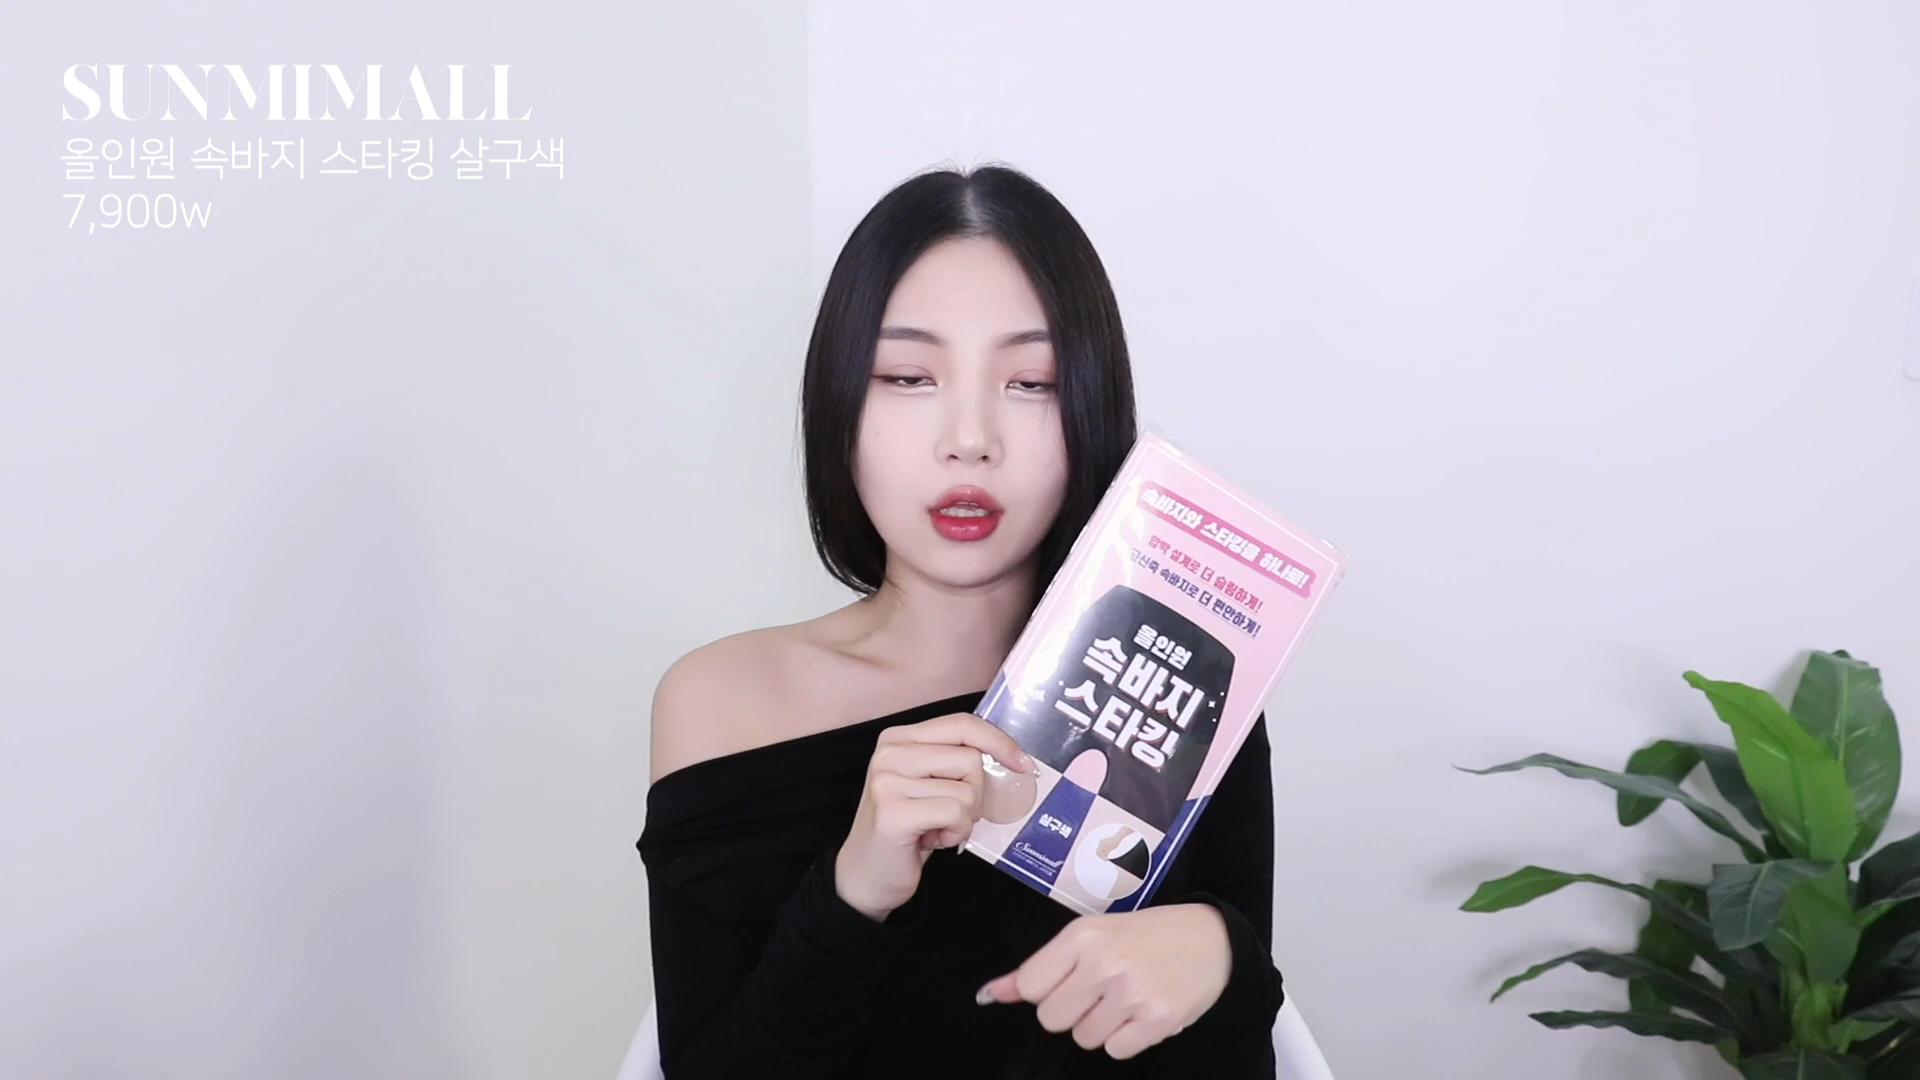 SUNMIMALL
올인원 속바지 스타킹 살구색
7,900w
속바지와 스타킹을 하나로!
압박 설계로 더 슬림하게!
고신축 속바지로 더 편안하게!
올인원
속바지
스타킹
살구색
Sunmimall